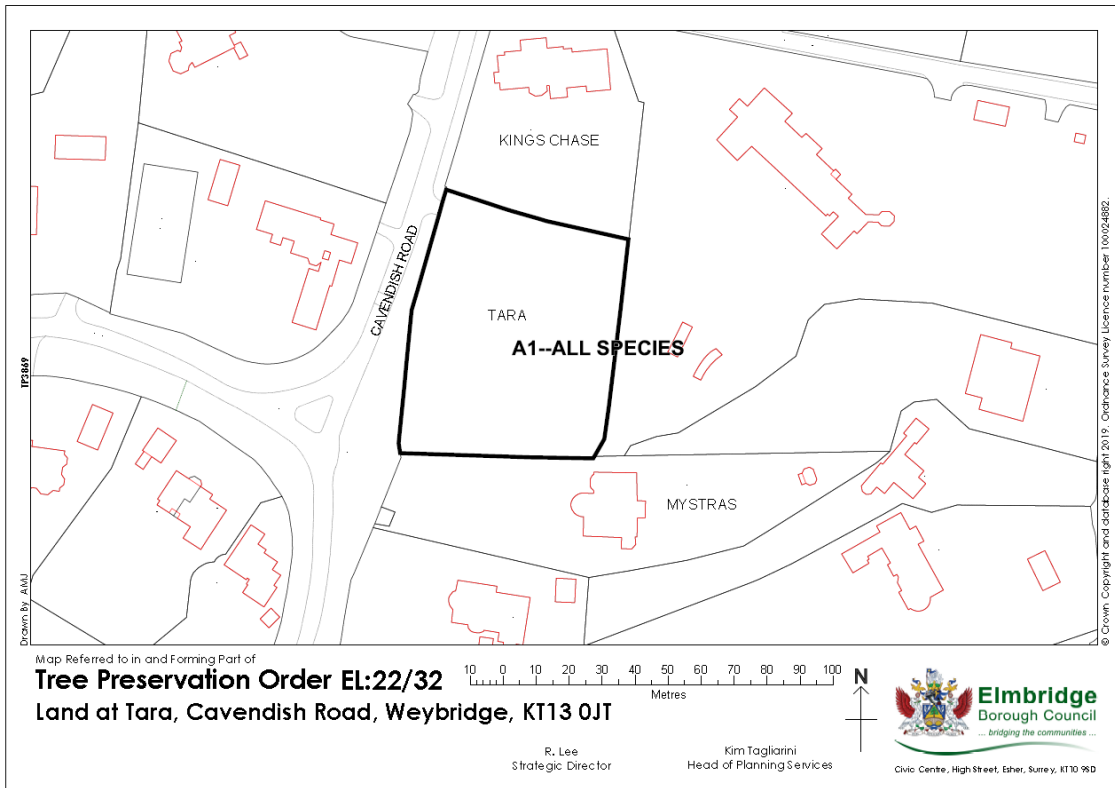 KINGS CHASE
CAVENDISH ROAD
TARA
A1--ALL SPECIES
MYSTRAS
TP3869
Drawn By AMJ
© Crown Copyright and database right 2019. Ordnance Survey Licence number 100024882.
Map Referred to in and Forming Part of
Tree Preservation Order EL:22/32
Land at Tara, Cavendish Road, Weybridge, KT13 0JT
10 0 10 20 30 40 50 60 70 80 90 100
Metres
R. Lee
Strategic Director
Kim Tagliarini
Head of Planning Services
N
Elmbridge
Borough Council
... bridging the communities ...
Civic Centre, High Street, Esher, Surrey, KT10 9SD